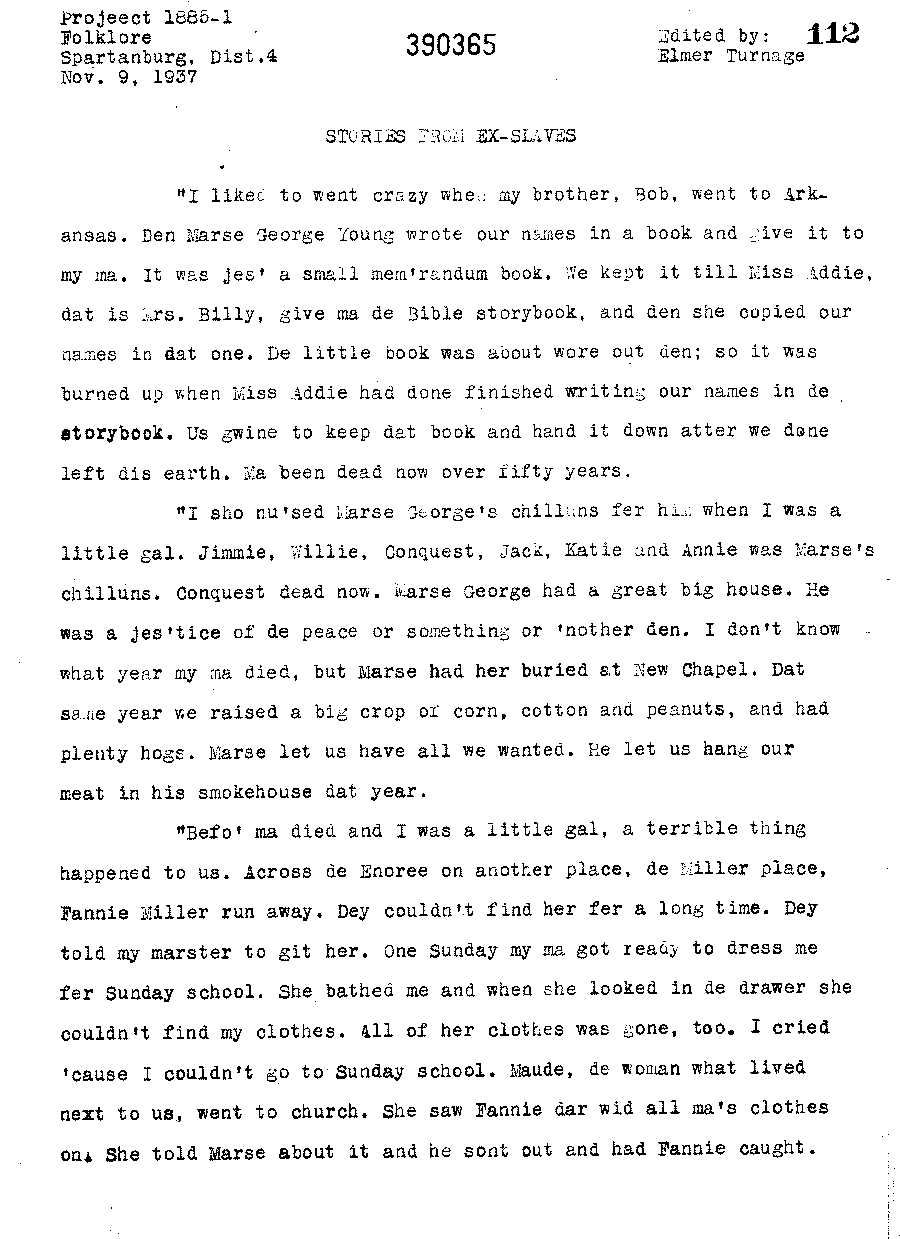 Projeect 1885-1
Folklore
Spartanburg, Dist.4
Nov. 9, 1937
390365
Edited by: 112
Elmer Turnage
STORIES FROM EX-SLAVES
"I liked to went crazy when my brother, Bob, went to Ark-
ansas. Den Marse George Young wrote our names in a book and give it to
my ma. It was jes' a small mem'randum book. We kept it till Miss Addie,
dat is Mrs. Billy, give ma de Bible storybook, and den she copied our
names in dat one. De little book was about wore out den; so it was
burned up when Miss Addie had done finished writing our names in de
storybook. Us gwine to keep dat book and hand it down atter we done
left dis earth. Ma been dead now over fifty years.
"I sho nu'sed Marse George's chilluns fer him when I was a
little gal. Jimmie, Willie, Conquest, Jack, Katie and Annie was Marse's
chilluns. Conquest dead now. Marse George had a great big house. He
was a jes'tice of de peace or something or 'nother den. I don't know
what year my ma died, but Marse had her buried at New Chapel. Dat
same year we raised a big crop of corn, cotton and peanuts, and had
plenty hogs. Marse let us have all we wanted. He let us hang our
meat in his smokehouse dat year.
"Befo' ma died and I was a little gal, a terrible thing
happened to us. Across de Enoree on another place, de Miller place,
Fannie Miller run away. Dey couldn't find her fer a long time. Dey
told my marster to git her. One Sunday my ma got ready to dress me
fer Sunday school. She bathed me and when she looked in de drawer she
couldn't find my clothes. All of her clothes was gone, too. I cried
'cause I couldn't go to Sunday school. Maude, de woman what lived
next to us, went to church. She saw Fannie dar wid all ma's clothes
on. She told Marse about it and he sont out and had Fannie caught.